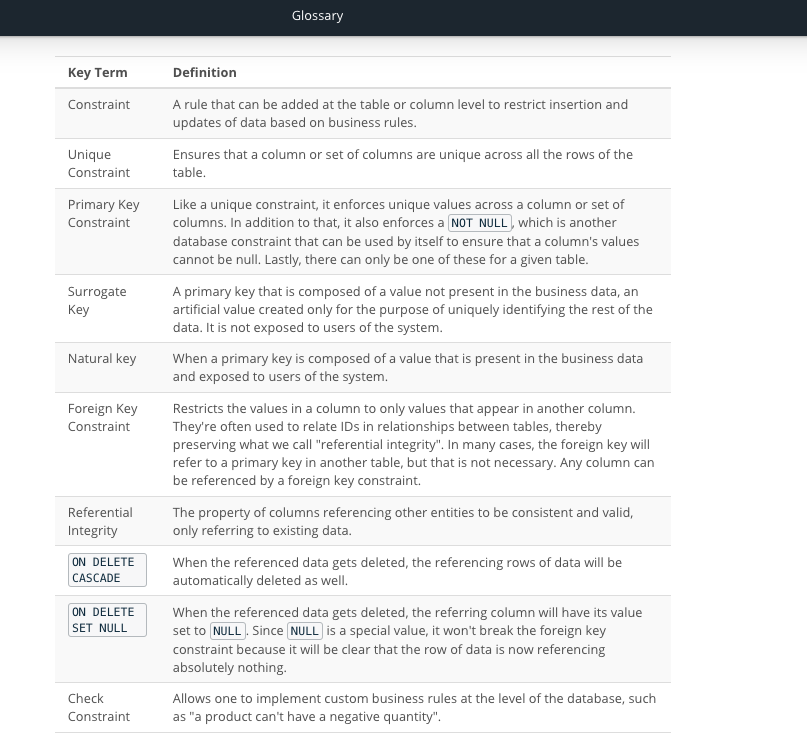 Glossary
Key Term Definition
Constraint A rule that can be added at the table or column level to restrict insertion and
updates of data based on business rules.
Unique Ensures that a column or set of columns are unique across all the rows of the
Constraint table.
Primary Key Like a unique constraint, it enforces unique values across a column or set of
Constraint columns. In addition to that, it also enforces a NOT NULL, which is another
database constraint that can be used by itself to ensure that a column's values
cannot be null. Lastly, there can only be one of these for a given table.
Surrogate A primary key that is composed of a value not present in the business data, an
Key artificial value created only for the purpose of uniquely identifying the rest of the
data. It is not exposed to users of the system.
Natural key When a primary key is composed of a value that is present in the business data
and exposed to users of the system.
Foreign Key Restricts the values in a column to only values that appear in another column.
Constraint They're often used to relate IDs in relationships between tables, thereby
preserving what we call "referential integrity". In many cases, the foreign key will
refer to a primary key in another table, but that is not necessary. Any column can
be referenced by a foreign key constraint.
Referential The property of columns referencing other entities to be consistent and valid,
Integrity only referring to existing data.
ON DELETE When the referenced data gets deleted, the referencing rows of data will be
CASCADE automatically deleted as well.
ON DELETE When the referenced data gets deleted, the referring column will have its value
SET NULL set to NULL. Since NULL is a special value, it won't break the foreign key
constraint because it will be clear that the row of data is now referencing
absolutely nothing.
Check Allows one to implement custom business rules at the level of the database, such
Constraint as "a product can't have a negative quantity".